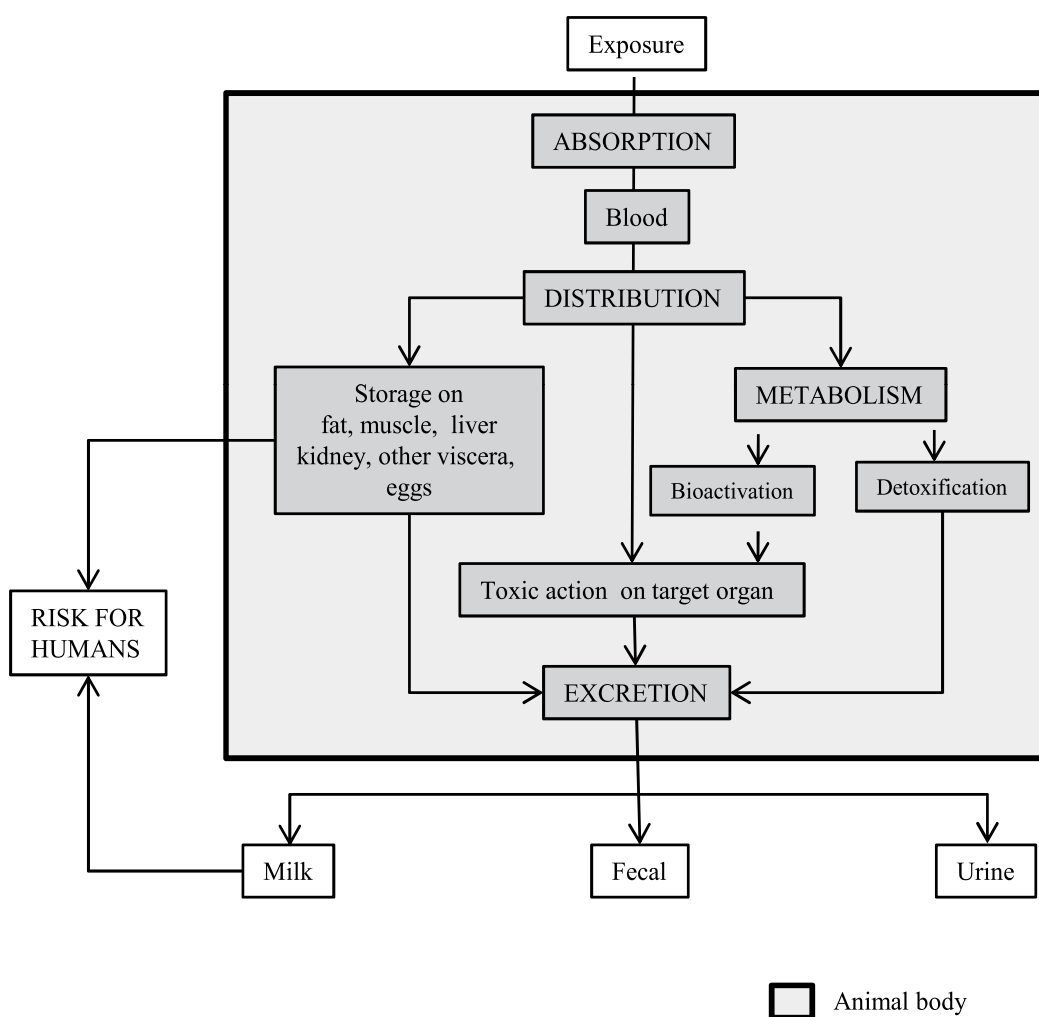 Exposure
ABSORPTION
Blood
DISTRIBUTION
Storage on
fat, muscle, liver
kidney, other viscera,
eggs
METABOLISM
Bioactivation
Detoxification
Toxic action on target organ
RISK FOR
HUMANS
EXCRETION
Milk
Fecal
Urine
Animal body